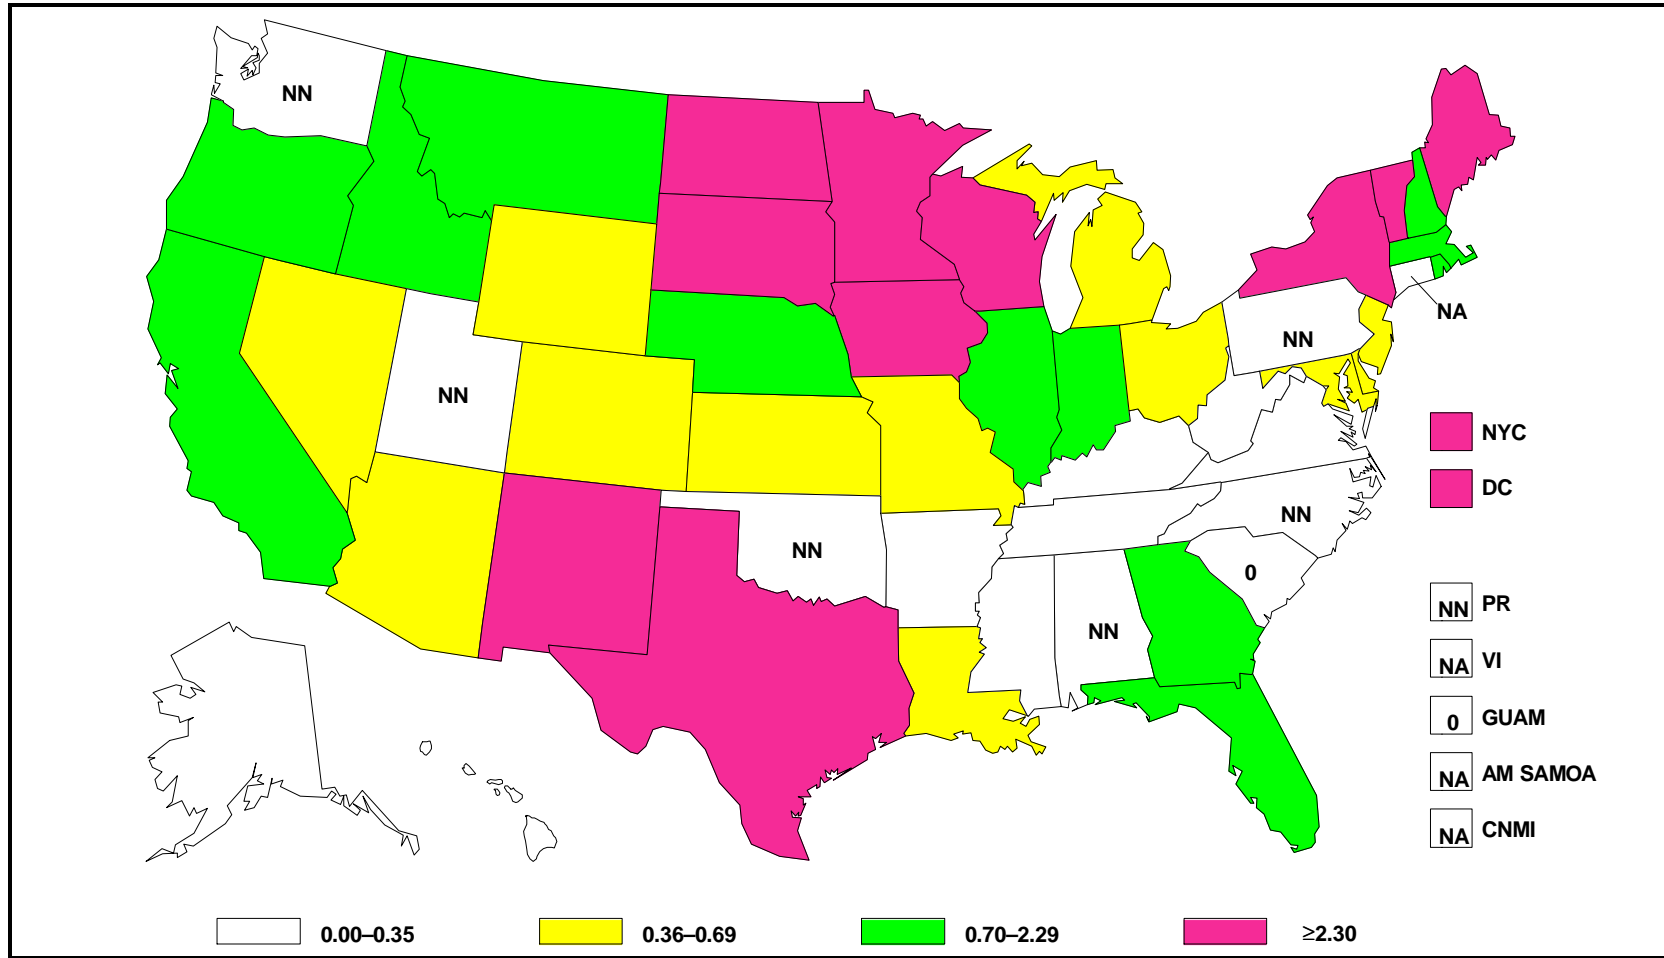 NN
NN
NA
NN
NYC
DC
NN
NN
0
NN
NN PR
NA VI
0 GUAM
NA AM SAMOA
NA CNMI
0.00–0.35 0.36–0.69 0.70–2.29 ≥2.30